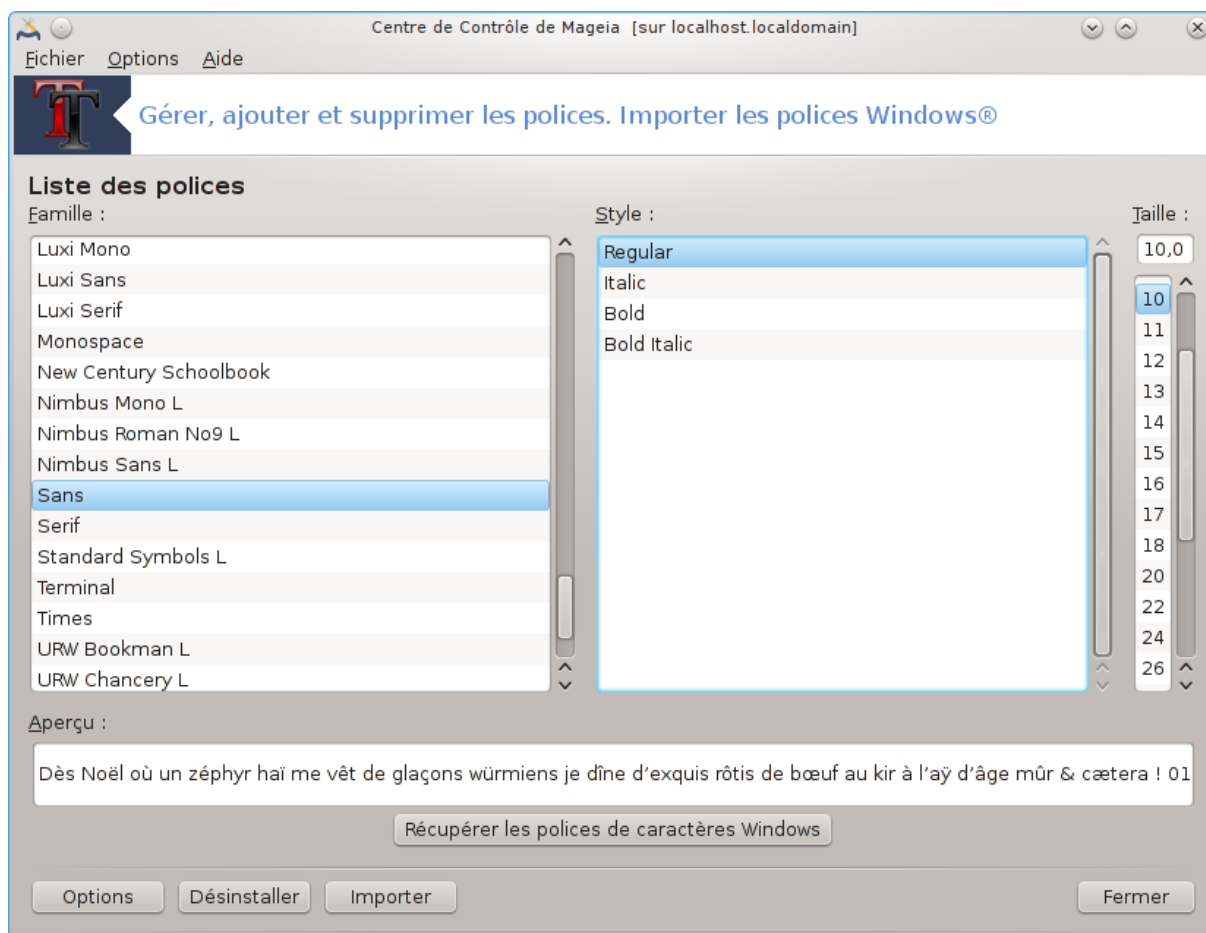 Centre de Contrôle de Mageia [sur localhost.localdomain]
Fichier Options Aide
Gérer, ajouter et supprimer les polices. Importer les polices Windows®
Liste des polices
Famille : Style : Taille :
Luxi Mono
Luxi Sans
Luxi Serif
Monospace
New Century Schoolbook
Nimbus Mono L
Nimbus Roman No9 L
Nimbus Sans L
Sans
Serif
Standard Symbols L
Terminal
Times
URW Bookman L
URW Chancery L
Regular
Italic
Bold
Bold Italic
10,0
10
11
12
13
14
15
16
17
18
20
22
24
26
Aperçu :
Dès Noël où un zéphyr haï me vêt de glaçons würmiens je dîne d’exquis rôtis de bœuf au kir à l’aÿ d’âge mûr & cætera ! 01
Récupérer les polices de caractères Windows
Options Désinstaller Importer Fermer